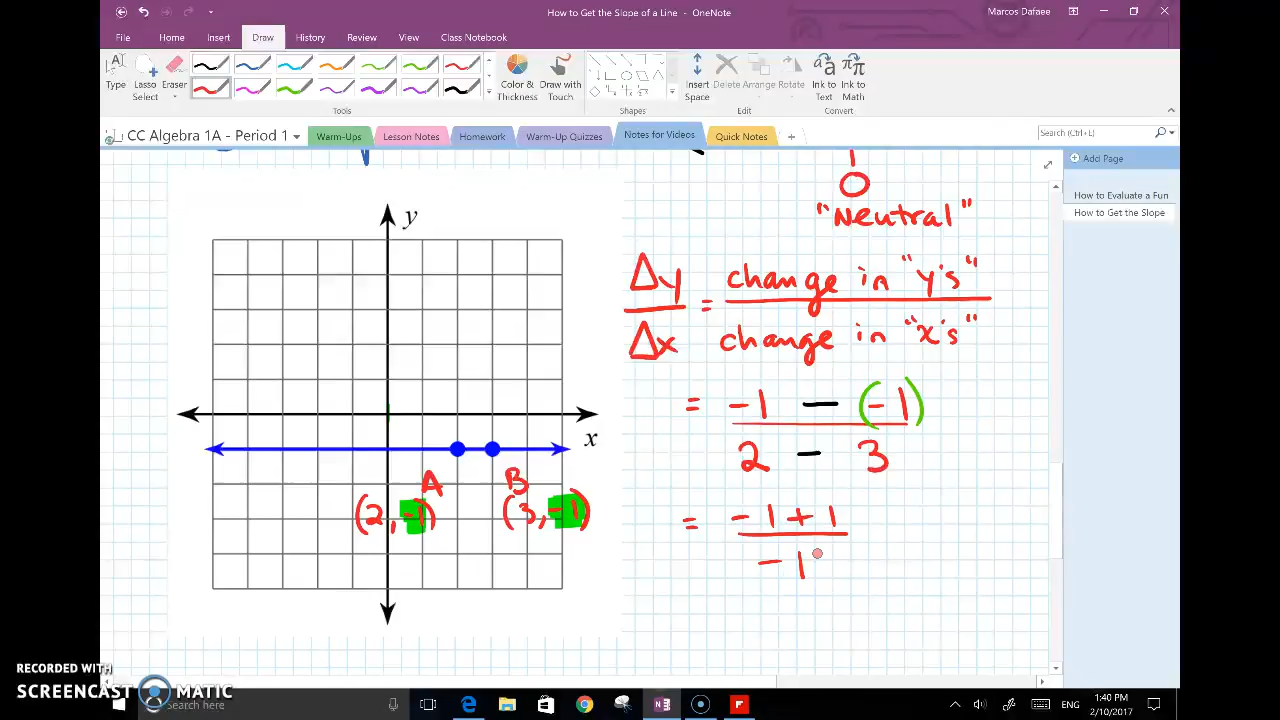 How to Get the Slope of a Line - OneNote
Marcos Dafaee
File Home Insert Draw History Review View Class Notebook
Type
Lasso Select
Eraser
Color & Thickness
Draw with Touch
Insert Space
Delete
Arrange
Rotate
Ink to Text
Ink to Math
Tools
Shapes
Edit
Convert
CC Algebra 1A - Period 1
Warm-Ups
Lesson Notes
Homework
Warm-Up Quizzes
Notes for Videos
Quick Notes
Search (Ctrl+E)
Add Page
How to Evaluate a Fun
How to Get the Slope
0
"Neutral"
y
x
A
B
(2, -1)
(3, -1)
Δy/Δx = change in "y's" / change in "x's"
= -1 - (-1) / 2 - 3
= -1 + 1 / -1
RECORDED WITH
SCREENCAST MATIC
Search
ENG
1:40 PM
2/10/2017